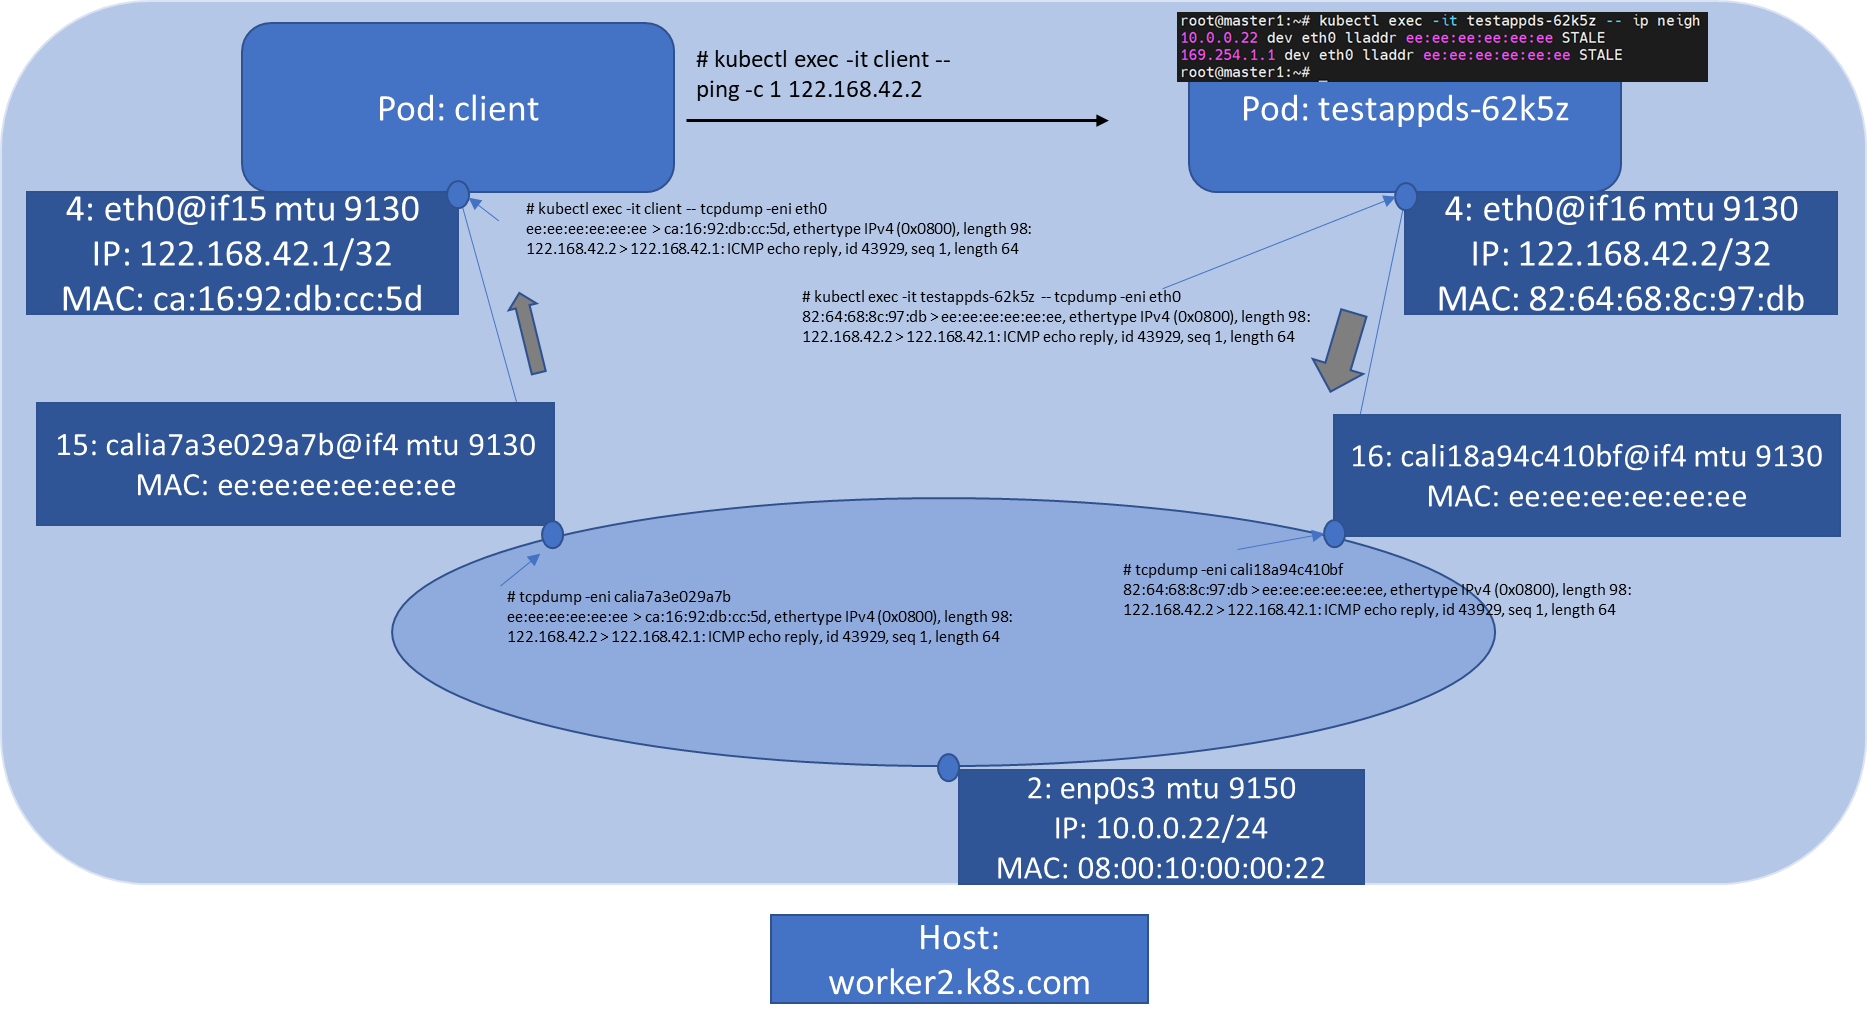 root@master1:~# kubectl exec -it testappds-62k5z -- ip neigh
10.0.0.22 dev eth0 lladdr ee:ee:ee:ee:ee:ee STALE
169.254.1.1 dev eth0 lladdr ee:ee:ee:ee:ee:ee STALE
root@master1:~# _
Pod: client
# kubectl exec -it client --
ping -c 1 122.168.42.2
Pod: testappds-62k5z
4: eth0@if15 mtu 9130
IP: 122.168.42.1/32
MAC: ca:16:92:db:cc:5d
# kubectl exec -it client -- tcpdump -eni eth0
ee:ee:ee:ee:ee:ee > ca:16:92:db:cc:5d, ethertype IPv4 (0x0800), length 98:
122.168.42.2 > 122.168.42.1: ICMP echo reply, id 43929, seq 1, length 64
4: eth0@if16 mtu 9130
IP: 122.168.42.2/32
MAC: 82:64:68:8c:97:db
# kubectl exec -it testappds-62k5z -- tcpdump -eni eth0
82:64:68:8c:97:db > ee:ee:ee:ee:ee:ee, ethertype IPv4 (0x0800), length 98:
122.168.42.2 > 122.168.42.1: ICMP echo reply, id 43929, seq 1, length 64
15: calia7a3e029a7b@if4 mtu 9130
MAC: ee:ee:ee:ee:ee:ee
16: cali18a94c410bf@if4 mtu 9130
MAC: ee:ee:ee:ee:ee:ee
# tcpdump -eni calia7a3e029a7b
ee:ee:ee:ee:ee:ee > ca:16:92:db:cc:5d, ethertype IPv4 (0x0800), length 98:
122.168.42.2 > 122.168.42.1: ICMP echo reply, id 43929, seq 1, length 64
# tcpdump -eni cali18a94c410bf
82:64:68:8c:97:db > ee:ee:ee:ee:ee:ee, ethertype IPv4 (0x0800), length 98:
122.168.42.2 > 122.168.42.1: ICMP echo reply, id 43929, seq 1, length 64
2: enp0s3 mtu 9150
IP: 10.0.0.22/24
MAC: 08:00:10:00:00:22
Host:
worker2.k8s.com